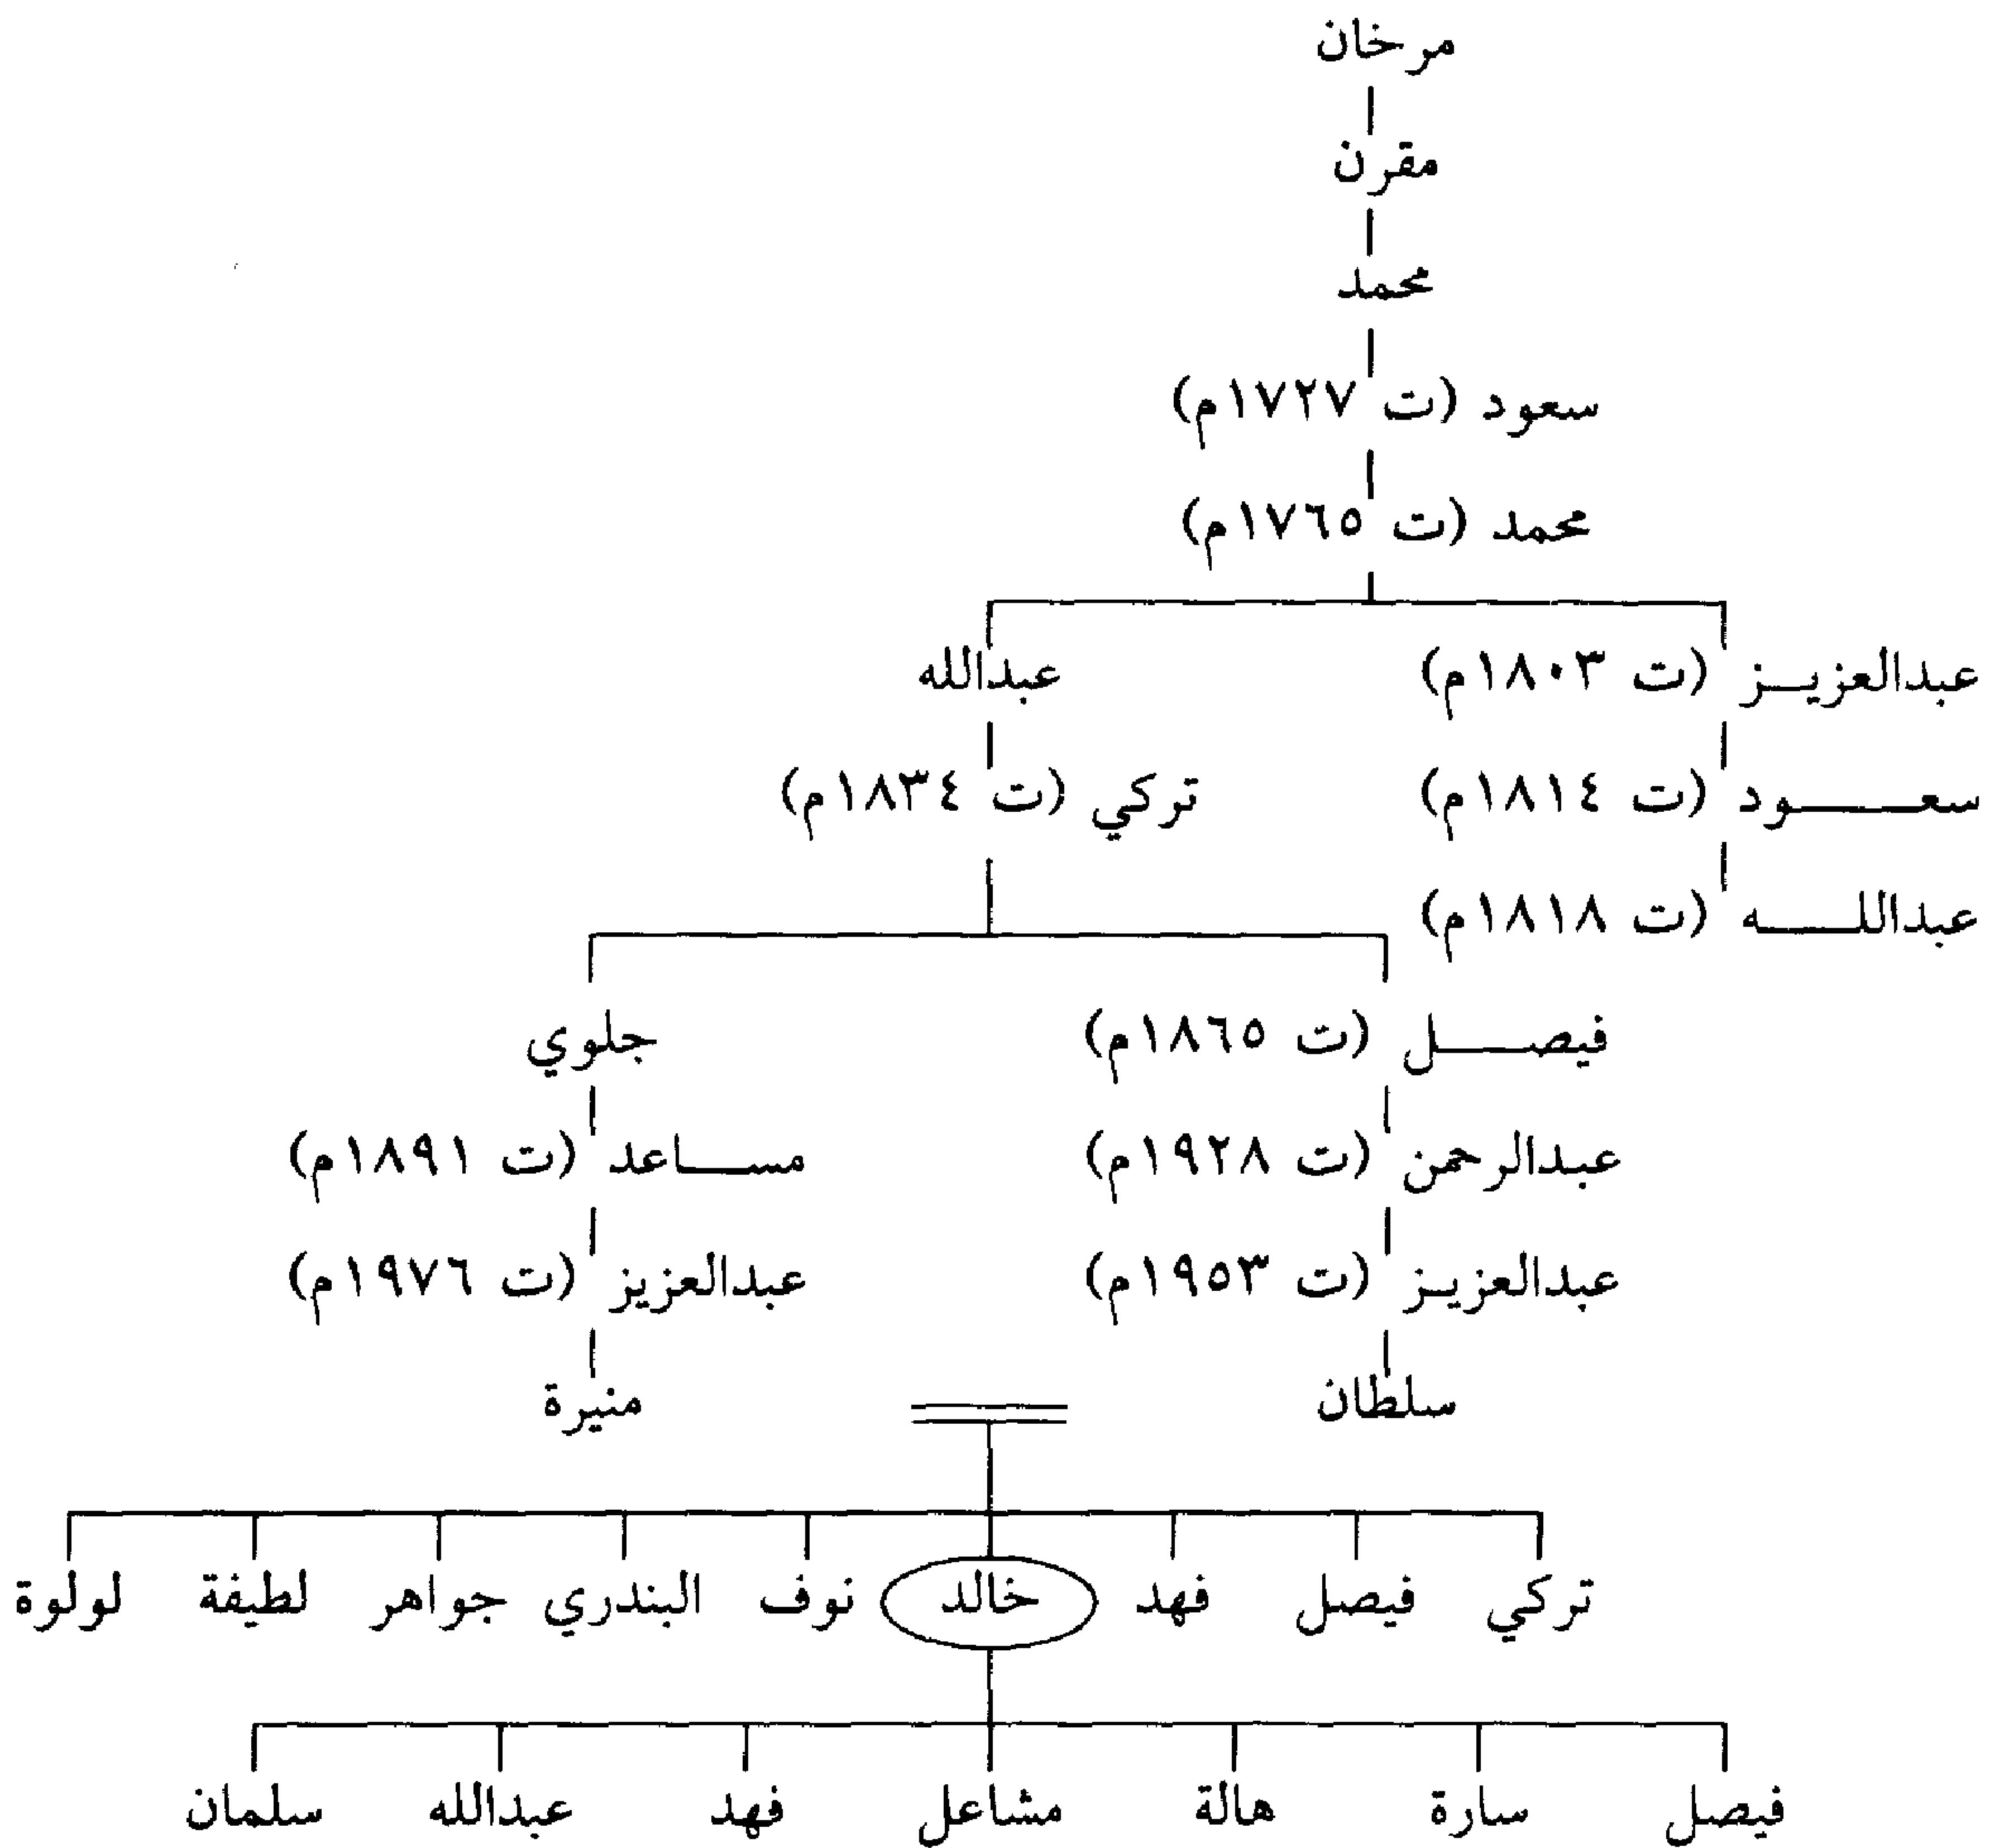 مرخان
مقرن
محمد
سعود (ت ١٧٢٧م)
محمد (ت ١٧٦٥م)
عبدالعزيز (ت ١٨٠٣م) عبدالله
سعود (ت ١٨١٤م) تركي (ت ١٨٣٤م)
عبدالله (ت ١٨١٨م)
فيصل (ت ١٨٦٥م) جلوي
عبدالرحمن (ت ١٩٢٨م) مساعد (ت ١٨٩١م)
عبدالعزيز (ت ١٩٥٣م) عبدالعزيز (ت ١٩٧٦م)
سلطان منيرة
تركي فيصل فهد خالد نوف البندري جواهر لطيفة لولوة
فيصل سارة هالة مشاعل فهد عبدالله سلمان